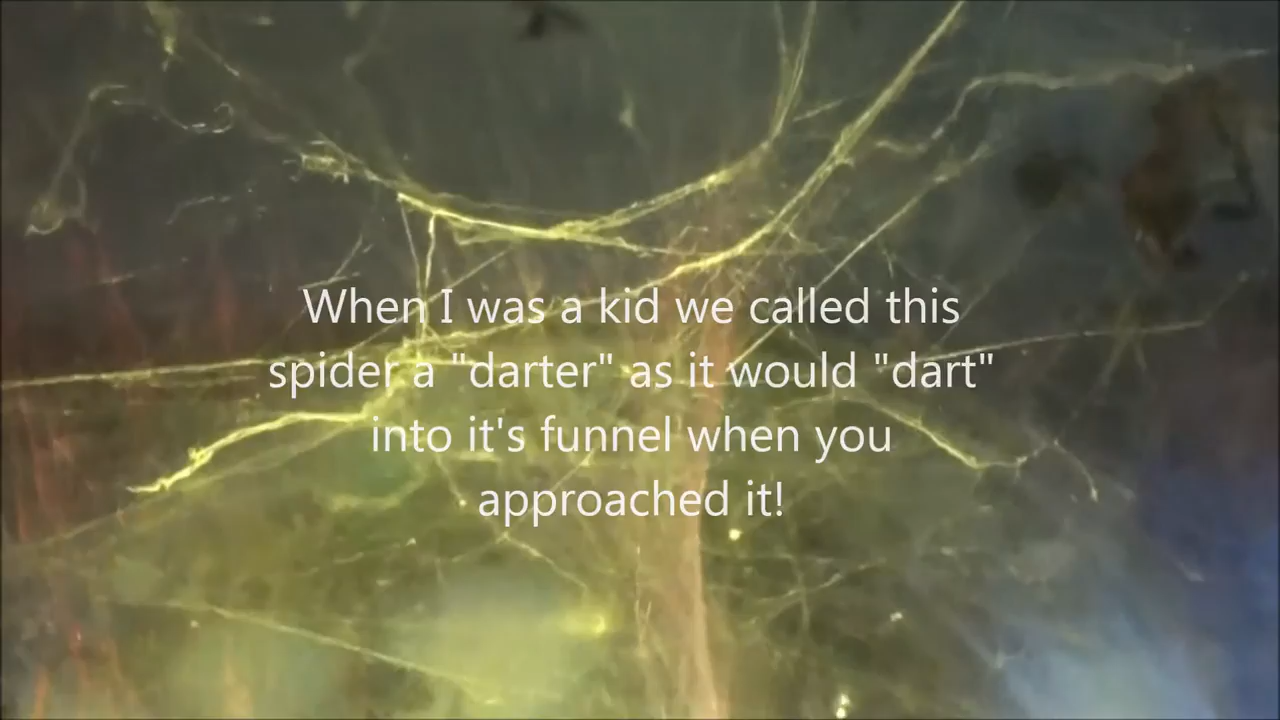 When I was a kid we called this
spider a "darter" as it would "dart"
into it's funnel when you
approached it!